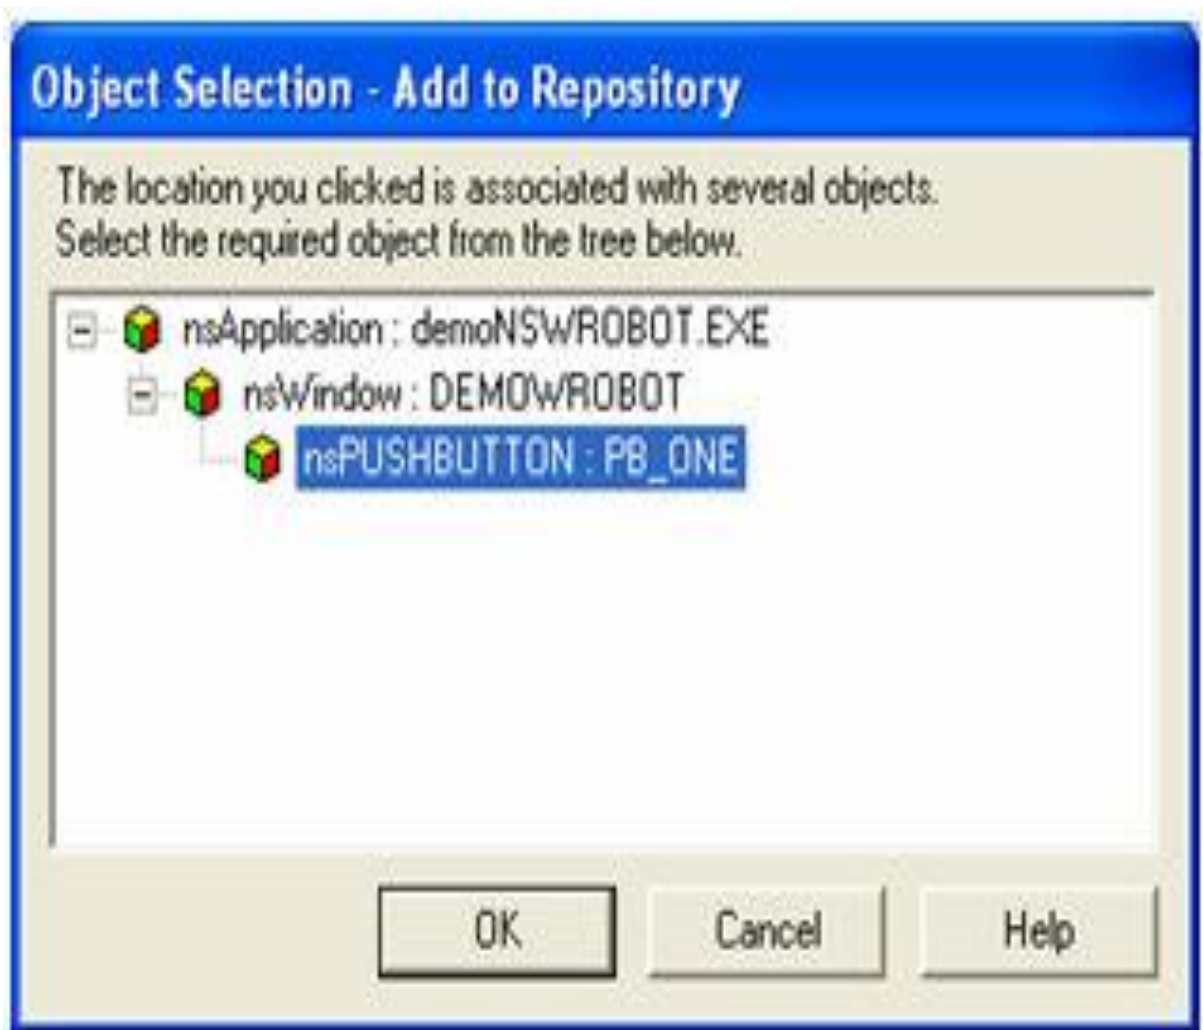 Object Selection - Add to Repository
The location you clicked is associated with several objects.
Select the required object from the tree below.
nsApplication : demoNSWROBOT.EXE
nsWindow : DEMOWROBOT
nsPUSHBUTTON : PB_ONE
OK
Cancel
Help